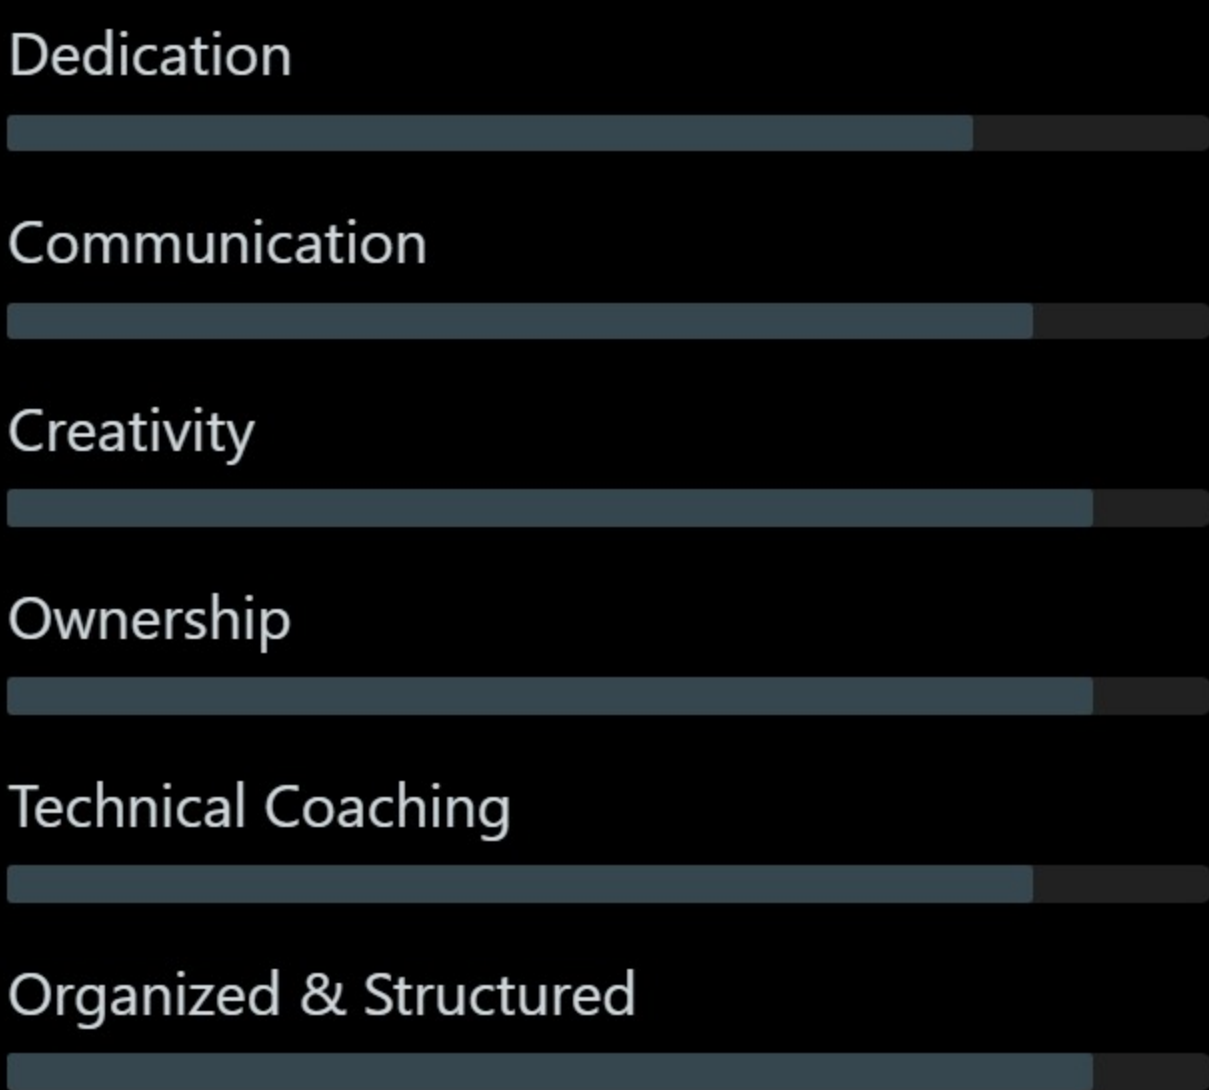 Dedication
Communication
Creativity
Ownership
Technical Coaching
Organized & Structured